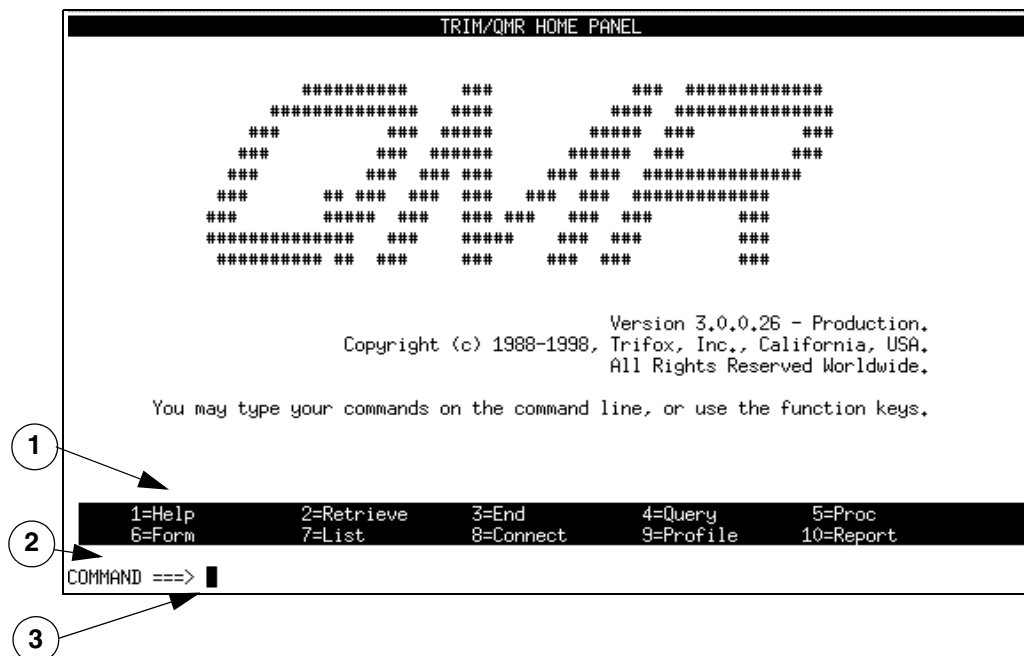 TRIM/QMR HOME PANEL
##########     ###             ###  #############
##############   ####           ####  ###############
###          ###  #####         #####  ###          ###
###          ###  ######       ######  ###          ###
###          ###  ### ###     ### ###  ###############
###       ## ###  ###  ###   ###  ###  #############
###       #####  ###   ### ###   ###  ###        ###
##############   ###     #####    ###  ###         ###
########## ##  ###      ###     ###  ###          ###
Version 3.0.0.26 - Production.
Copyright (c) 1988-1998, Trifox, Inc., California, USA.
All Rights Reserved Worldwide.
You may type your commands on the command line, or use the function keys.
1
1=Help 2=Retrieve 3=End 4=Query 5=Proc
6=Form 7=List 8=Connect 9=Profile 10=Report
2
COMMAND ===>
3